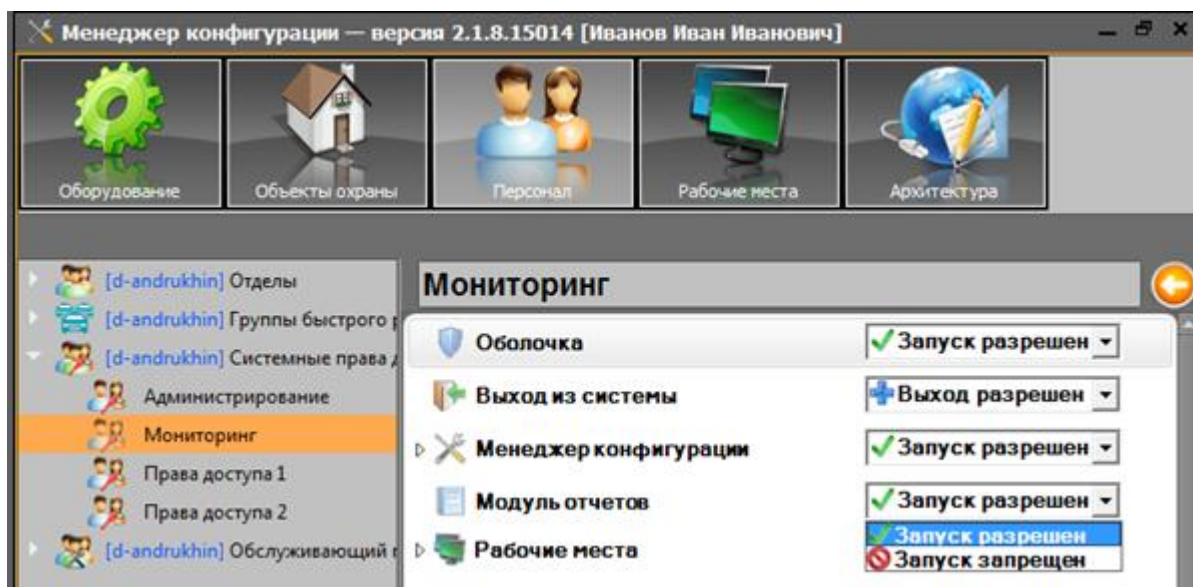 Менеджер конфигурации — версия 2.1.8.15014 [Иванов Иван Иванович]
Оборудование
Объекты охраны
Персонал
Рабочие места
Архитектура
[d-andrukhin] Отделы
[d-andrukhin] Группы быстрого
[d-andrukhin] Системные права
Администрирование
Мониторинг
Права доступа 1
Права доступа 2
[d-andrukhin] Обслуживающий
Мониторинг
Оболочка
Запуск разрешен
Выход из системы
Выход разрешен
Менеджер конфигурации
Запуск разрешен
Модуль отчетов
Запуск разрешен
Запуск разрешен
Рабочие места
Запуск запрещен